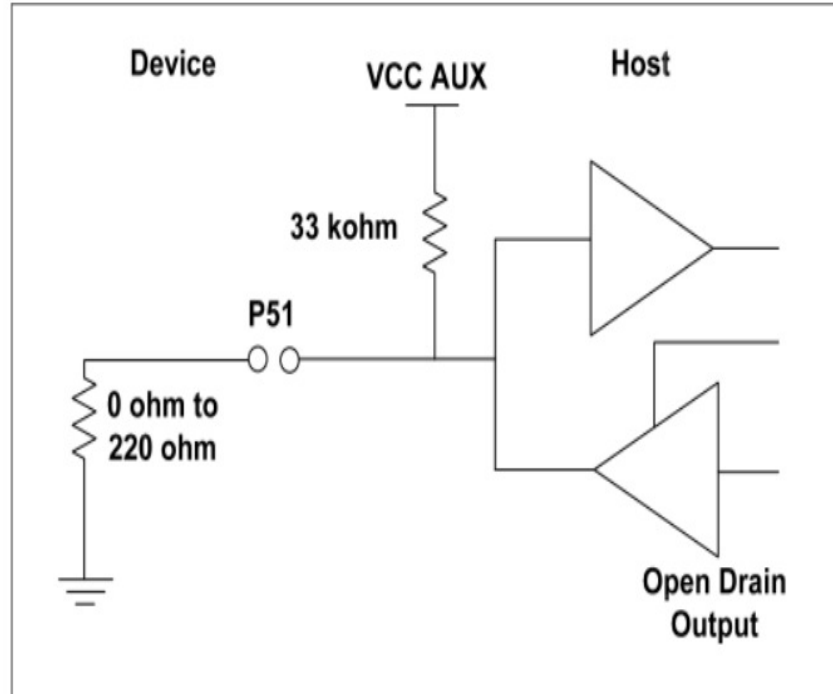 Device
VCC AUX
Host
33 kohm
P51
0 ohm to
220 ohm
Open Drain
Output